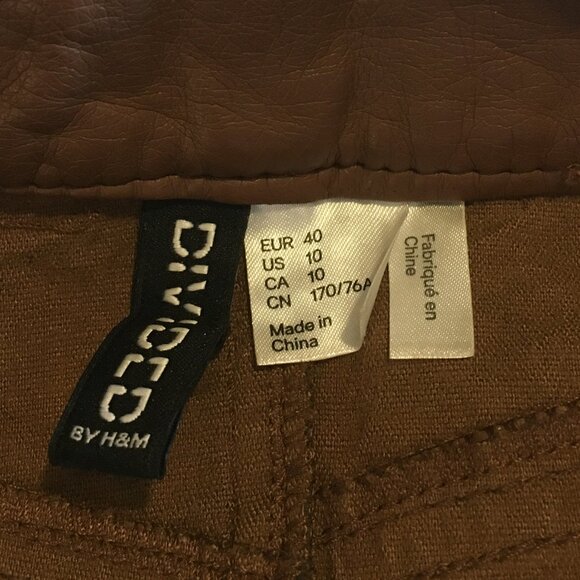 DIVIDED
BY H&M
EUR 40
US 10
CA 10
CN 170/76A
Made in
China
Fabriqué en
Chine